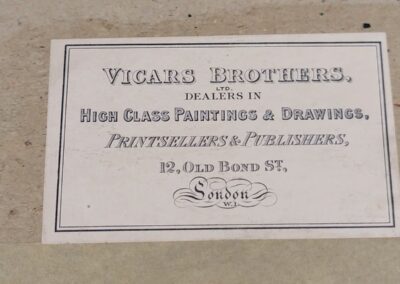 VICARS BROTHERS,
LTD.
DEALERS IN
HIGH CLASS PAINTINGS & DRAWINGS,
PRINTSELLERS & PUBLISHERS,
12, OLD BOND ST.,
London
W.1.